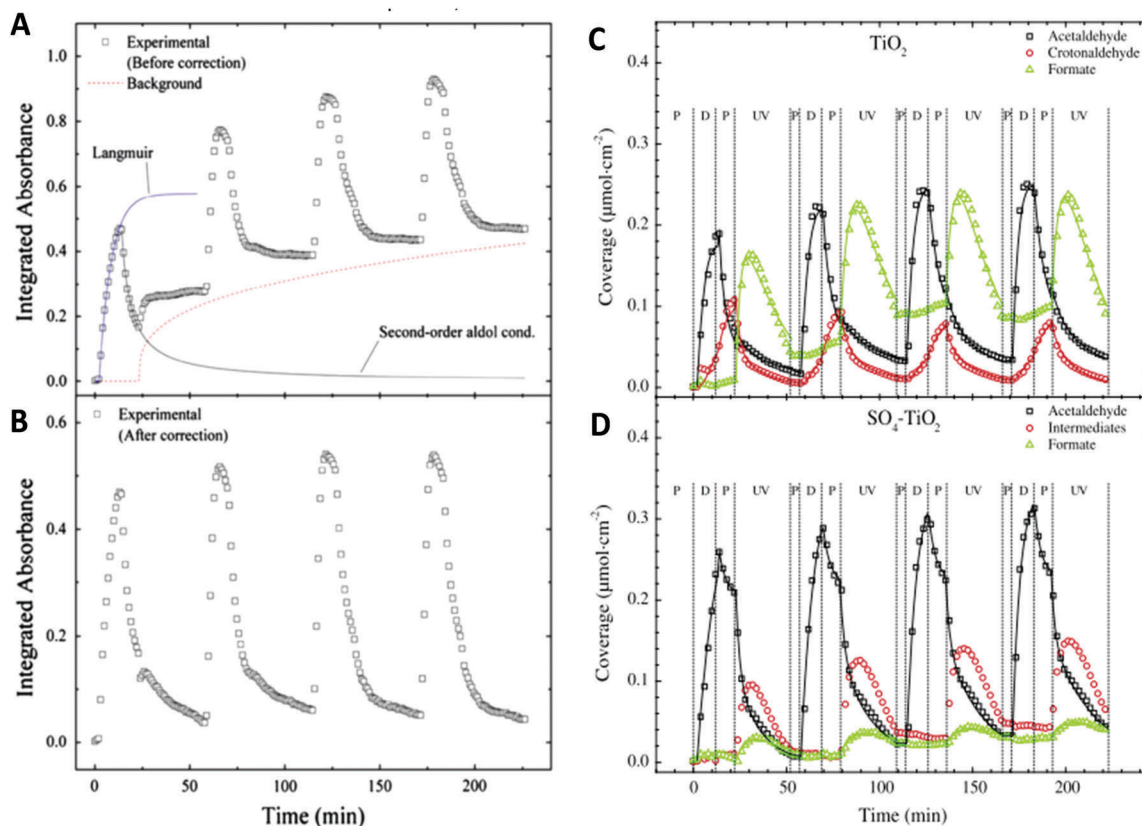 A
Experimental
(Before correction)
Background
Langmuir
Second-order aldol cond.
Integrated Absorbance
1.0
0.8
0.6
0.4
0.2
0.0
B
Experimental
(After correction)
Integrated Absorbance
0.6
0.4
0.2
0.0
0 50 100 150 200
Time (min)
C
TiO₂
Acetaldehyde
Crotonaldehyde
Formate
P D P UV P D P UV P D P UV P D P UV
Coverage (μmol·cm⁻²)
0.4
0.3
0.2
0.1
0.0
D
SO₄-TiO₂
Acetaldehyde
Intermediates
Formate
P D P UV P D P UV P D P UV P D P UV
Coverage (μmol·cm⁻²)
0.4
0.3
0.2
0.1
0.0
0 50 100 150 200
Time (min)